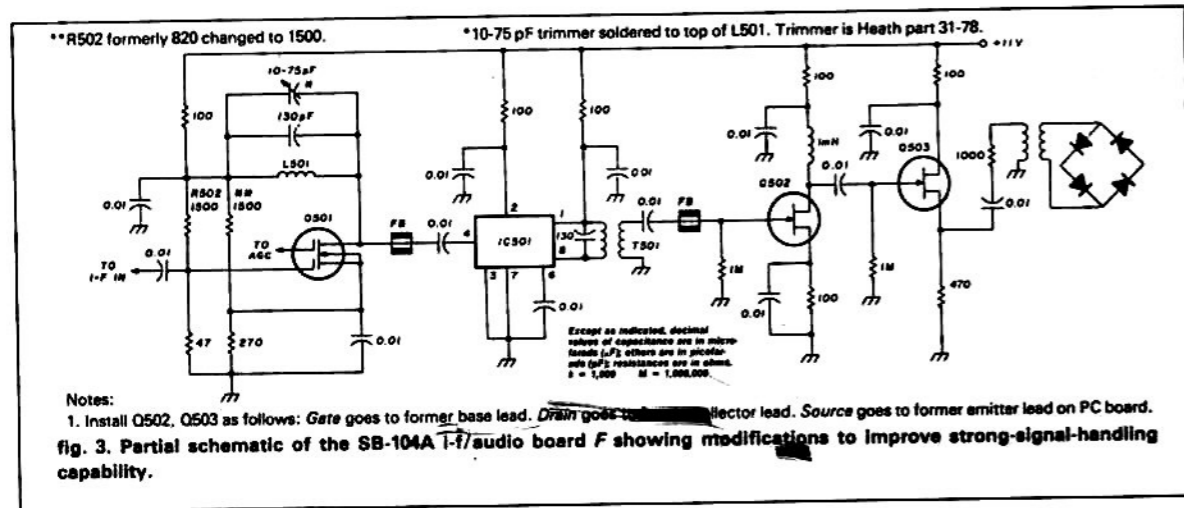 **R502 formerly 820 changed to 1500.
*10-75 pF trimmer soldered to top of L501. Trimmer is Heath part 31-78.
+11V
10-75pF
*
100
130pF
L501
0.01
R502
1500
**
1500
Q501
TO
AGC
0.01
TO
I-F IN
47
270
0.01
FB
0.01
4
100
0.01
2
IC501
1
8
3
7
6
0.01
100
0.01
130
T501
0.01
FB
1M
100
0.01
1mH
Q502
0.01
0.01
100
100
0.01
Q503
1M
470
1000
0.01
Except as indicated, decimal
values of capacitance are in micro-
farads (µF); others are in picofar-
ads (pF); resistances are in ohms.
k = 1,000 M = 1,000,000.
Notes:
1. Install Q502, Q503 as follows: Gate goes to former base lead. Drain goes to llector lead. Source goes to former emitter lead on PC board.
fig. 3. Partial schematic of the SB-104A i-f/audio board F showing modifications to improve strong-signal-handling
capability.